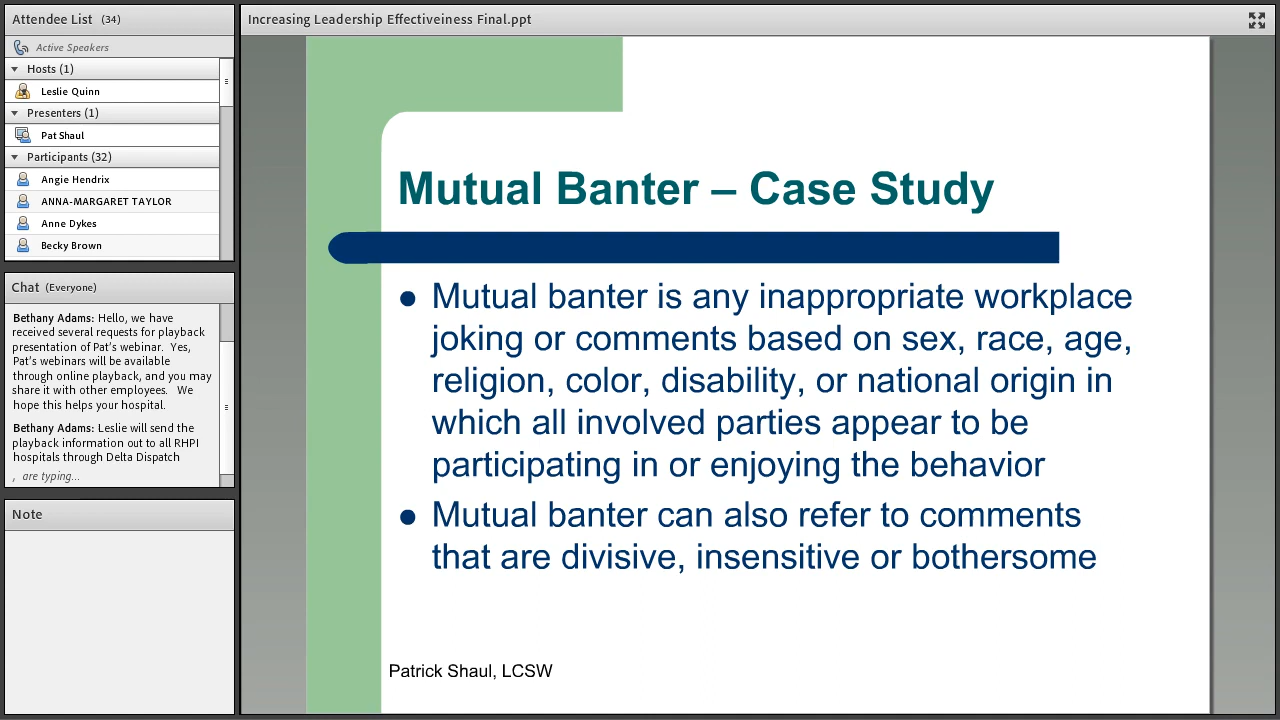 Attendee List (34)
Active Speakers
Hosts (1)
Leslie Quinn
Presenters (1)
Pat Shaul
Participants (32)
Angie Hendrix
ANNA-MARGARET TAYLOR
Anne Dykes
Becky Brown
Chat (Everyone)
Bethany Adams: Hello, we have
received several requests for playback
presentation of Pat's webinar. Yes,
Pat's webinars will be available
through online playback, and you may
share it with other employees. We
hope this helps your hospital.
Bethany Adams: Leslie will send the
playback information out to all RHPI
hospitals through Delta Dispatch
, are typing...
Note
Increasing Leadership Effectiveiness Final.ppt
Mutual Banter – Case Study
● Mutual banter is any inappropriate workplace
joking or comments based on sex, race, age,
religion, color, disability, or national origin in
which all involved parties appear to be
participating in or enjoying the behavior
● Mutual banter can also refer to comments
that are divisive, insensitive or bothersome
Patrick Shaul, LCSW